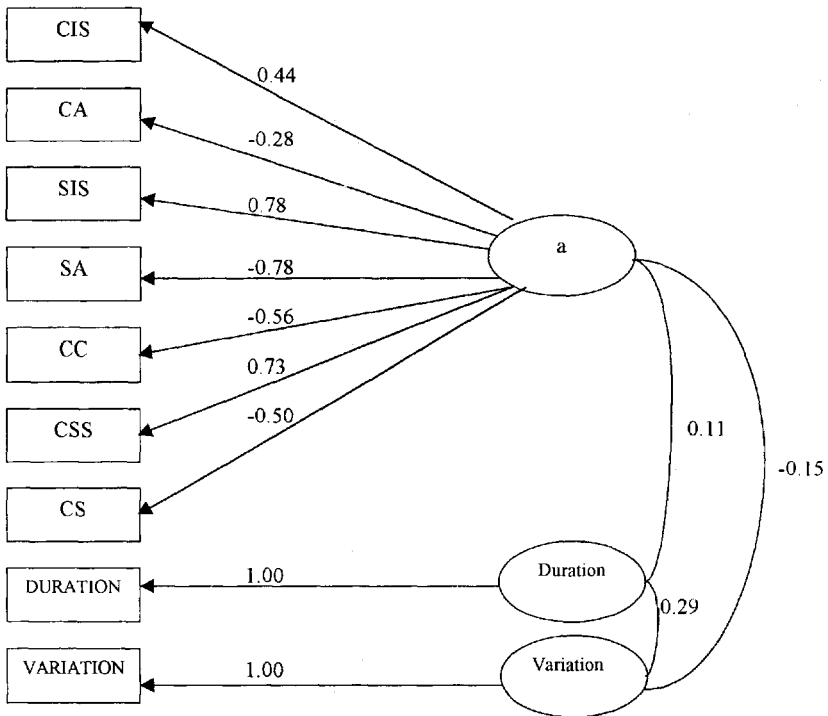 CIS
0.44
CA
-0.28
SIS
0.78
a
SA
-0.78
CC
-0.56
0.73
CSS
-0.50
0.11
-0.15
CS
DURATION
1.00
Duration
0.29
VARIATION
1.00
Variation